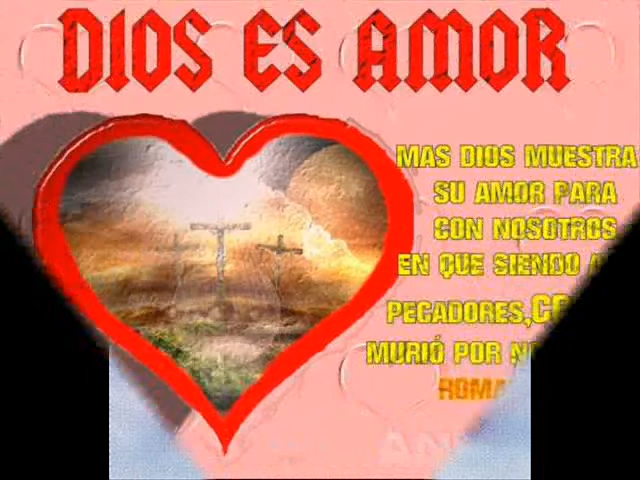 DIOS ES AMOR
MAS DIOS MUESTRA
SU AMOR PARA
CON NOSOTROS
EN QUE SIENDO
PECADORES,
MURIÓ POR